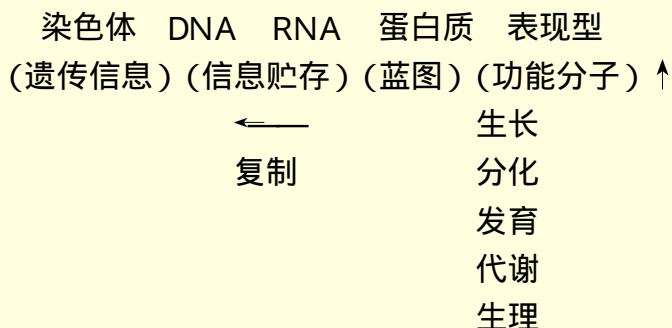 染色体 DNA RNA 蛋白质 表现型
(遗传信息)(信息贮存)(蓝图)(功能分子)
生长
复制 分化
发育
代谢
生理